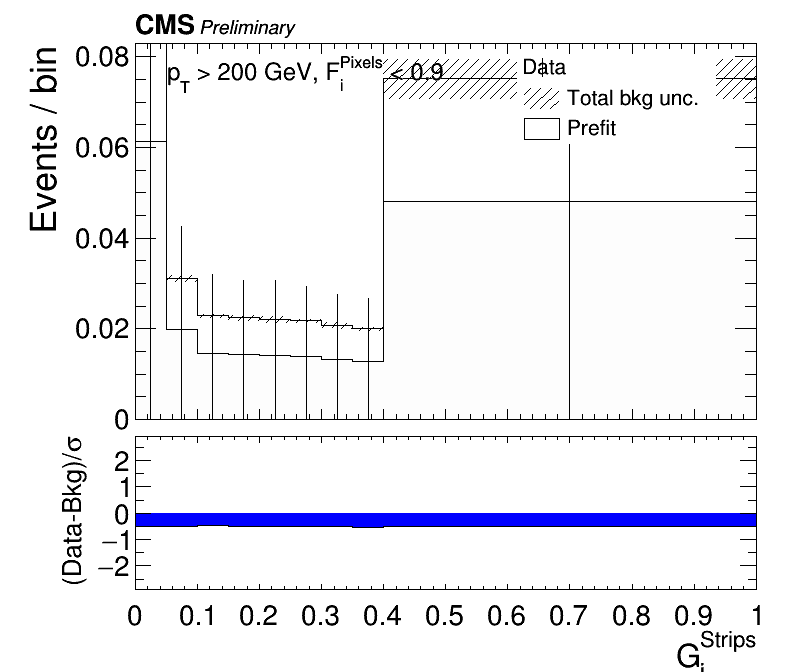 CMS Preliminary
p_T > 200 GeV, F_i^Pixels < 0.9
Data
Total bkg unc.
Prefit
Events / bin
0.08
0.06
0.04
0.02
0
(Data-Bkg)/σ
2
1
0
−1
−2
0 0.1 0.2 0.3 0.4 0.5 0.6 0.7 0.8 0.9 1
G_i^Strips